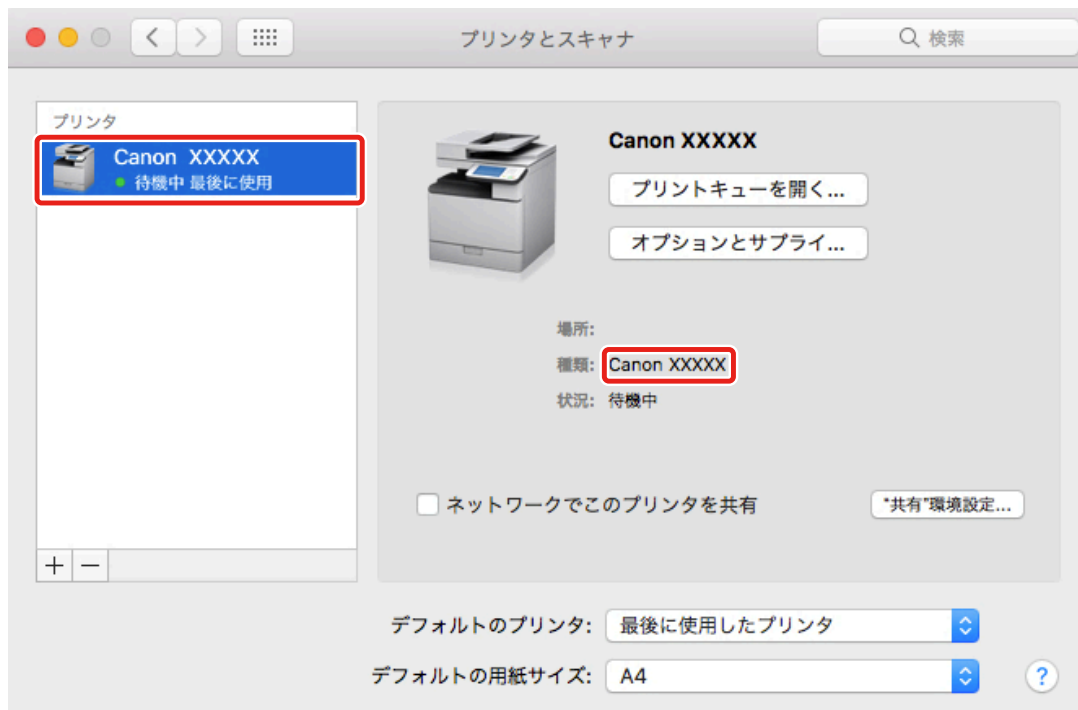 プリンタとスキャナ
検索
プリンタ
Canon XXXXX
待機中 最後に使用
Canon XXXXX
プリントキューを開く...
オプションとサプライ...
場所:
種類: Canon XXXXX
状況: 待機中
ネットワークでこのプリンタを共有
"共有"環境設定...
デフォルトのプリンタ: 最後に使用したプリンタ
デフォルトの用紙サイズ: A4
?